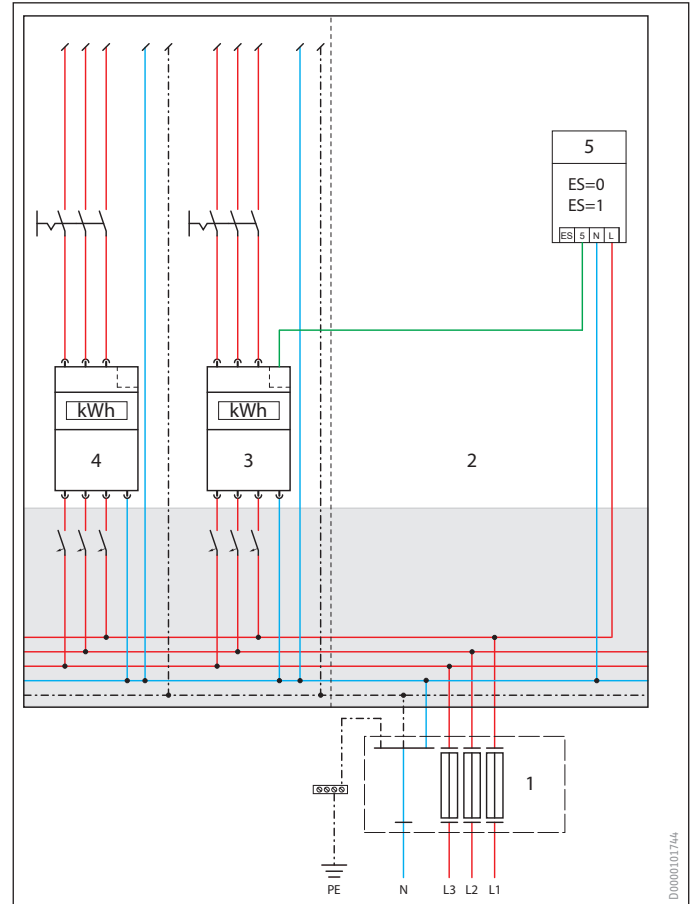 5
ES=0
ES=1
ES 5 N L
kWh
kWh
4
3
2
1
PE
N
L3
L2
L1
D0000101744